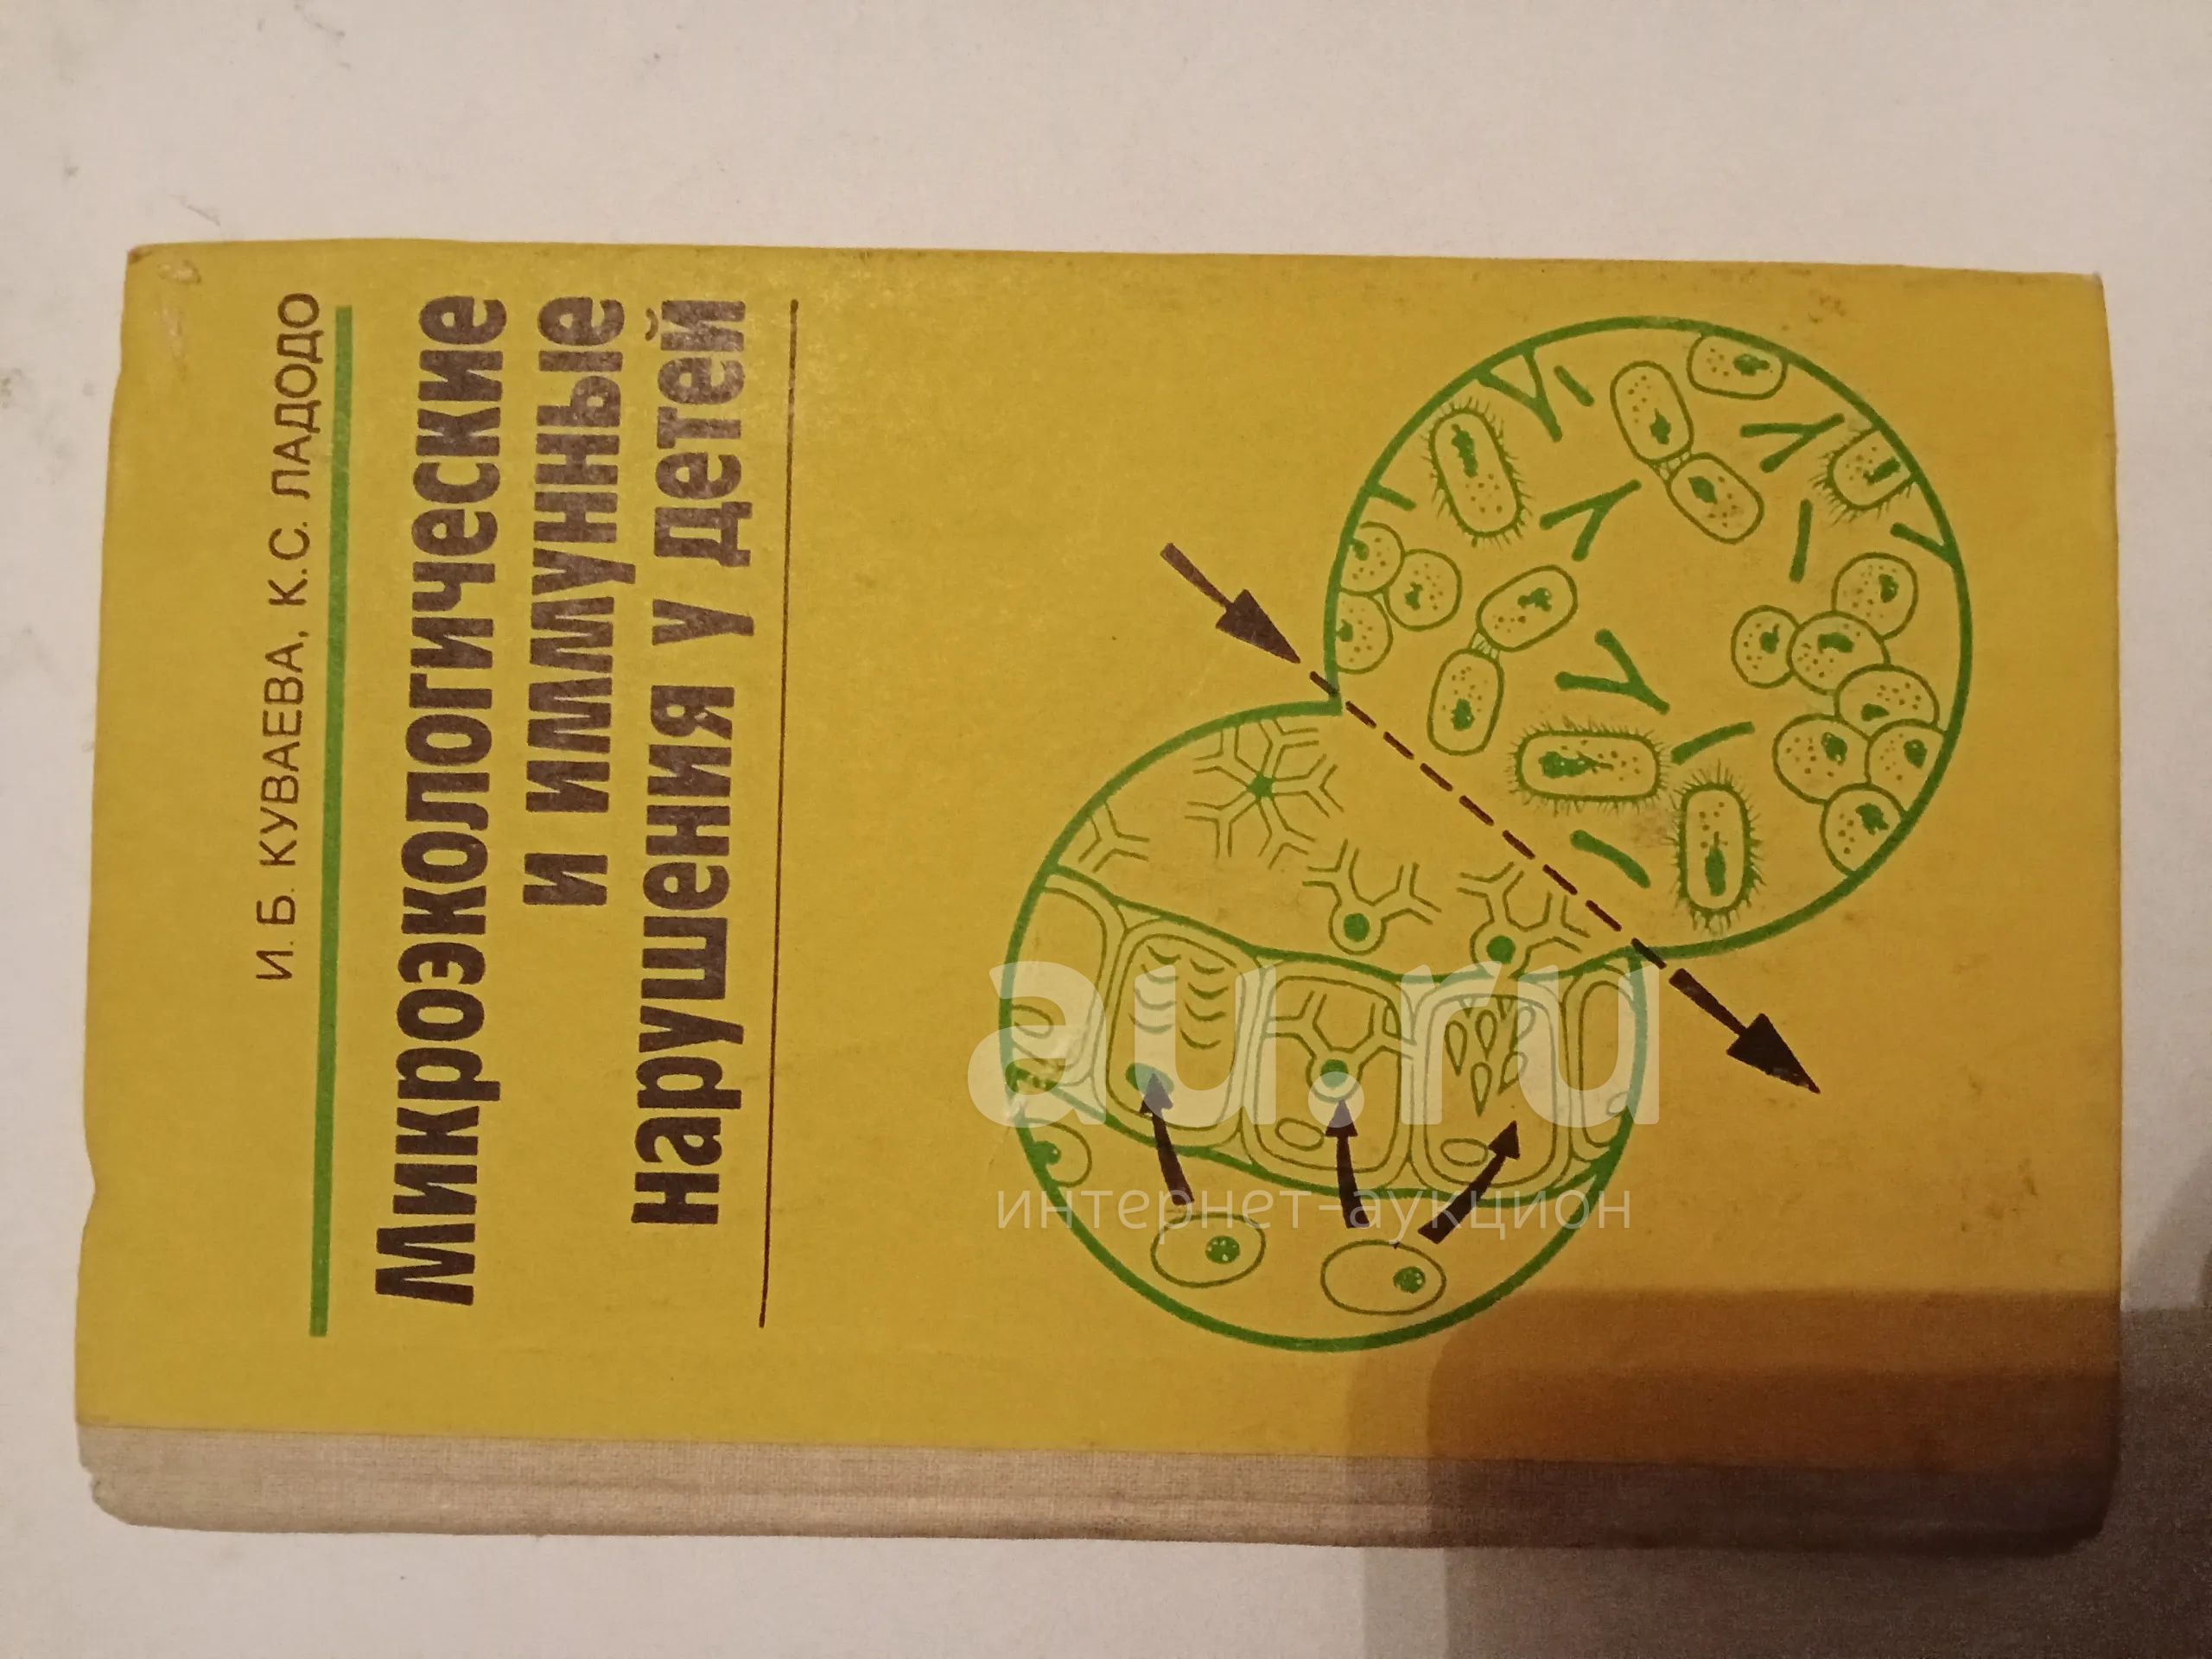 И.Б. КУВАЕВА, К.С. ЛАДОДО
Микроэкологические
и иммунные
нарушения у детей
au.ru
интернет-аукцион